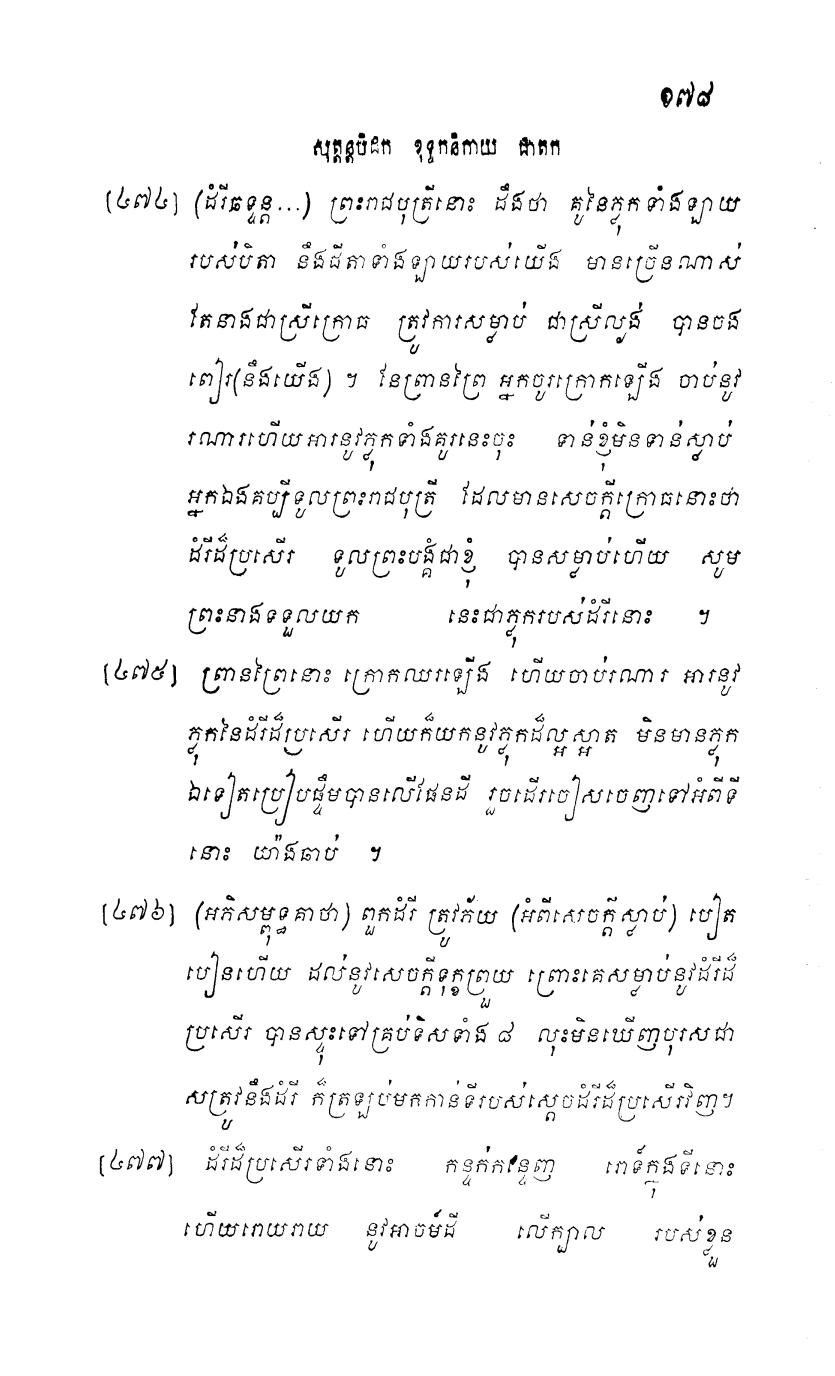 ១៧៨
សុត្តន្តបិដក ខុទ្ទកនិកាយ ជាតក
[៤៧៤] (ដំរីឆទ្ទន្ត...) ព្រះរាជបុត្រីនោះ ដឹងថា គូនៃភ្លុកទាំងឡាយ
របស់បិតា នឹងជីតាទាំងឡាយរបស់យើង មានច្រើនណាស់
តែនាងជាស្រីក្រោធ ត្រូវការសម្លាប់ ជាស្រីល្ងង់ បានចង
ពៀរ(នឹងយើង) ។ នែព្រានព្រៃ អ្នកចូរក្រោកឡើង ចាប់នូវ
រណារហើយអារនូវភ្លុកទាំងគូរនេះចុះ ទាន់ខ្ញុំមិនទាន់ស្លាប់
អ្នកឯងគប្បីទូលព្រះរាជបុត្រី ដែលមានសេចក្តីក្រោធនោះថា
ដំរីដ៏ប្រសើរ ទូលព្រះបង្គំជាខ្ញុំ បានសម្លាប់ហើយ សូម
ព្រះនាងទទួលយក នេះជាភ្លុករបស់ដំរីនោះ ។
[៤៧៥] ព្រានព្រៃនោះ ក្រោកឈរឡើង ហើយចាប់រណារ អារនូវ
ភ្លុកនៃដំរីដ៏ប្រសើរ ហើយក៏យកនូវភ្លុកដ៏ល្អស្អាត មិនមានភ្លុក
ឯទៀតប្រៀបផ្ទឹមបានលើផែនដី រួចដើរចៀសចេញទៅអំពីទី
នោះ យ៉ាងឆាប់ ។
[៤៧៦] (អភិសម្ពុទ្ធគាថា) ពួកដំរី ត្រូវភ័យ (អំពីសេចក្តីស្លាប់) បៀត
បៀនហើយ ដល់នូវសេចក្តីទុក្ខព្រួយ ព្រោះគេសម្លាប់នូវដំរីដ៏
ប្រសើរ បានស្ទុះទៅគ្រប់ទិសទាំង ៨ លុះមិនឃើញបុរសជា
សត្រូវនឹងដំរី ក៏ត្រឡប់មកកាន់ទីរបស់ស្តេចដំរីដ៏ប្រសើរវិញ។
[៤៧៧] ដំរីដ៏ប្រសើរទាំងនោះ កន្ទក់កន្ទេញ រោទ៍ក្នុងទីនោះ
ហើយរោយរាយ នូវអាចម៍ដី លើក្បាល របស់ខ្លួន